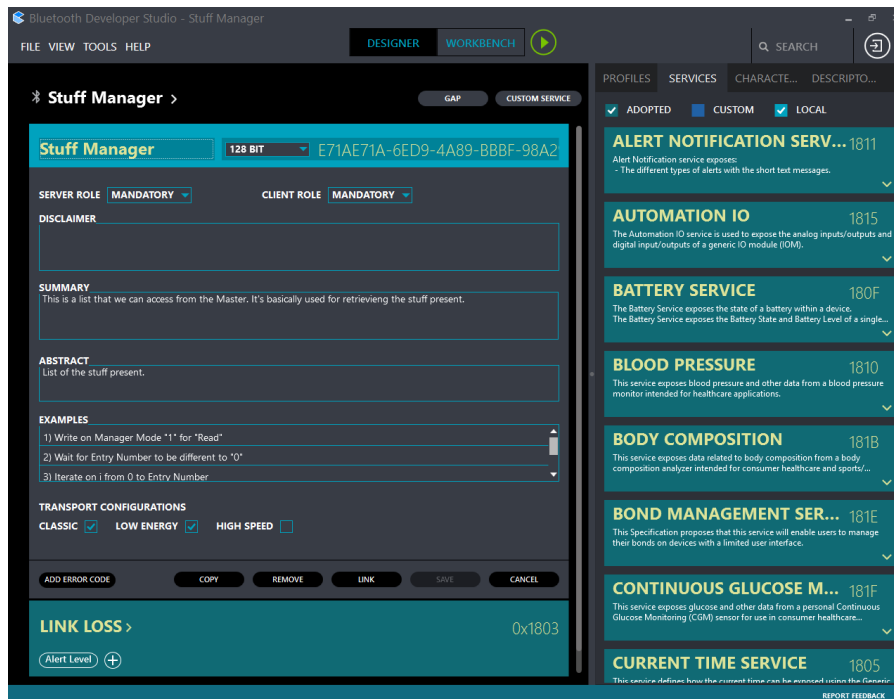 Bluetooth Developer Studio - Stuff Manager
FILE VIEW TOOLS HELP
DESIGNER WORKBENCH
SEARCH
Stuff Manager >
GAP CUSTOM SERVICE
Stuff Manager 128 BIT E71AE71A-6ED9-4A89-BBBF-98A2
SERVER ROLE MANDATORY CLIENT ROLE MANDATORY
DISCLAIMER
SUMMARY
This is a list that we can access from the Master. It's basically used for retrievieng the stuff present.
ABSTRACT
List of the stuff present.
EXAMPLES
1) Write on Manager Mode "1" for "Read"
2) Wait for Entry Number to be different to "0"
3) Iterate on i from 0 to Entry Number
TRANSPORT CONFIGURATIONS
CLASSIC LOW ENERGY HIGH SPEED
ADD ERROR CODE COPY REMOVE LINK SAVE CANCEL
LINK LOSS > 0x1803
Alert Level
PROFILES SERVICES CHARACTE... DESCRIPTO...
ADOPTED CUSTOM LOCAL
ALERT NOTIFICATION SERV... 1811
Alert Notification service exposes:
- The different types of alerts with the short text messages.
AUTOMATION IO 1815
The Automation IO service is used to expose the analog inputs/outputs and
digital input/outputs of a generic IO module (IOM).
BATTERY SERVICE 180F
The Battery Service exposes the state of a battery within a device.
The Battery Service exposes the Battery State and Battery Level of a single...
BLOOD PRESSURE 1810
This service exposes blood pressure and other data from a blood pressure
monitor intended for healthcare applications.
BODY COMPOSITION 181B
This service exposes data related to body composition from a body
composition analyzer intended for consumer healthcare and sports/...
BOND MANAGEMENT SER... 181E
This Specification proposes that this service will enable users to manage
their bonds on devices with a limited user interface.
CONTINUOUS GLUCOSE M... 181F
This service exposes glucose and other data from a personal Continuous
Glucose Monitoring (CGM) sensor for use in consumer healthcare...
CURRENT TIME SERVICE 1805
This service defines how the current time can be exposed using the Generic
REPORT FEEDBACK